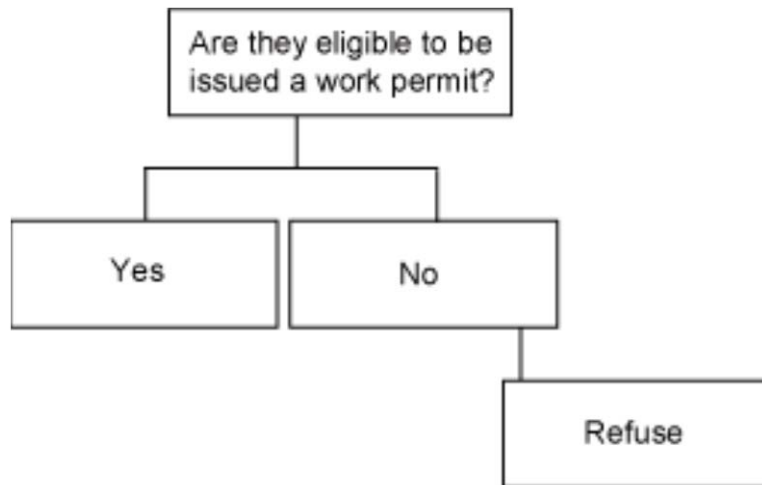 Are they eligible to be
issued a work permit?
Yes
No
Refuse